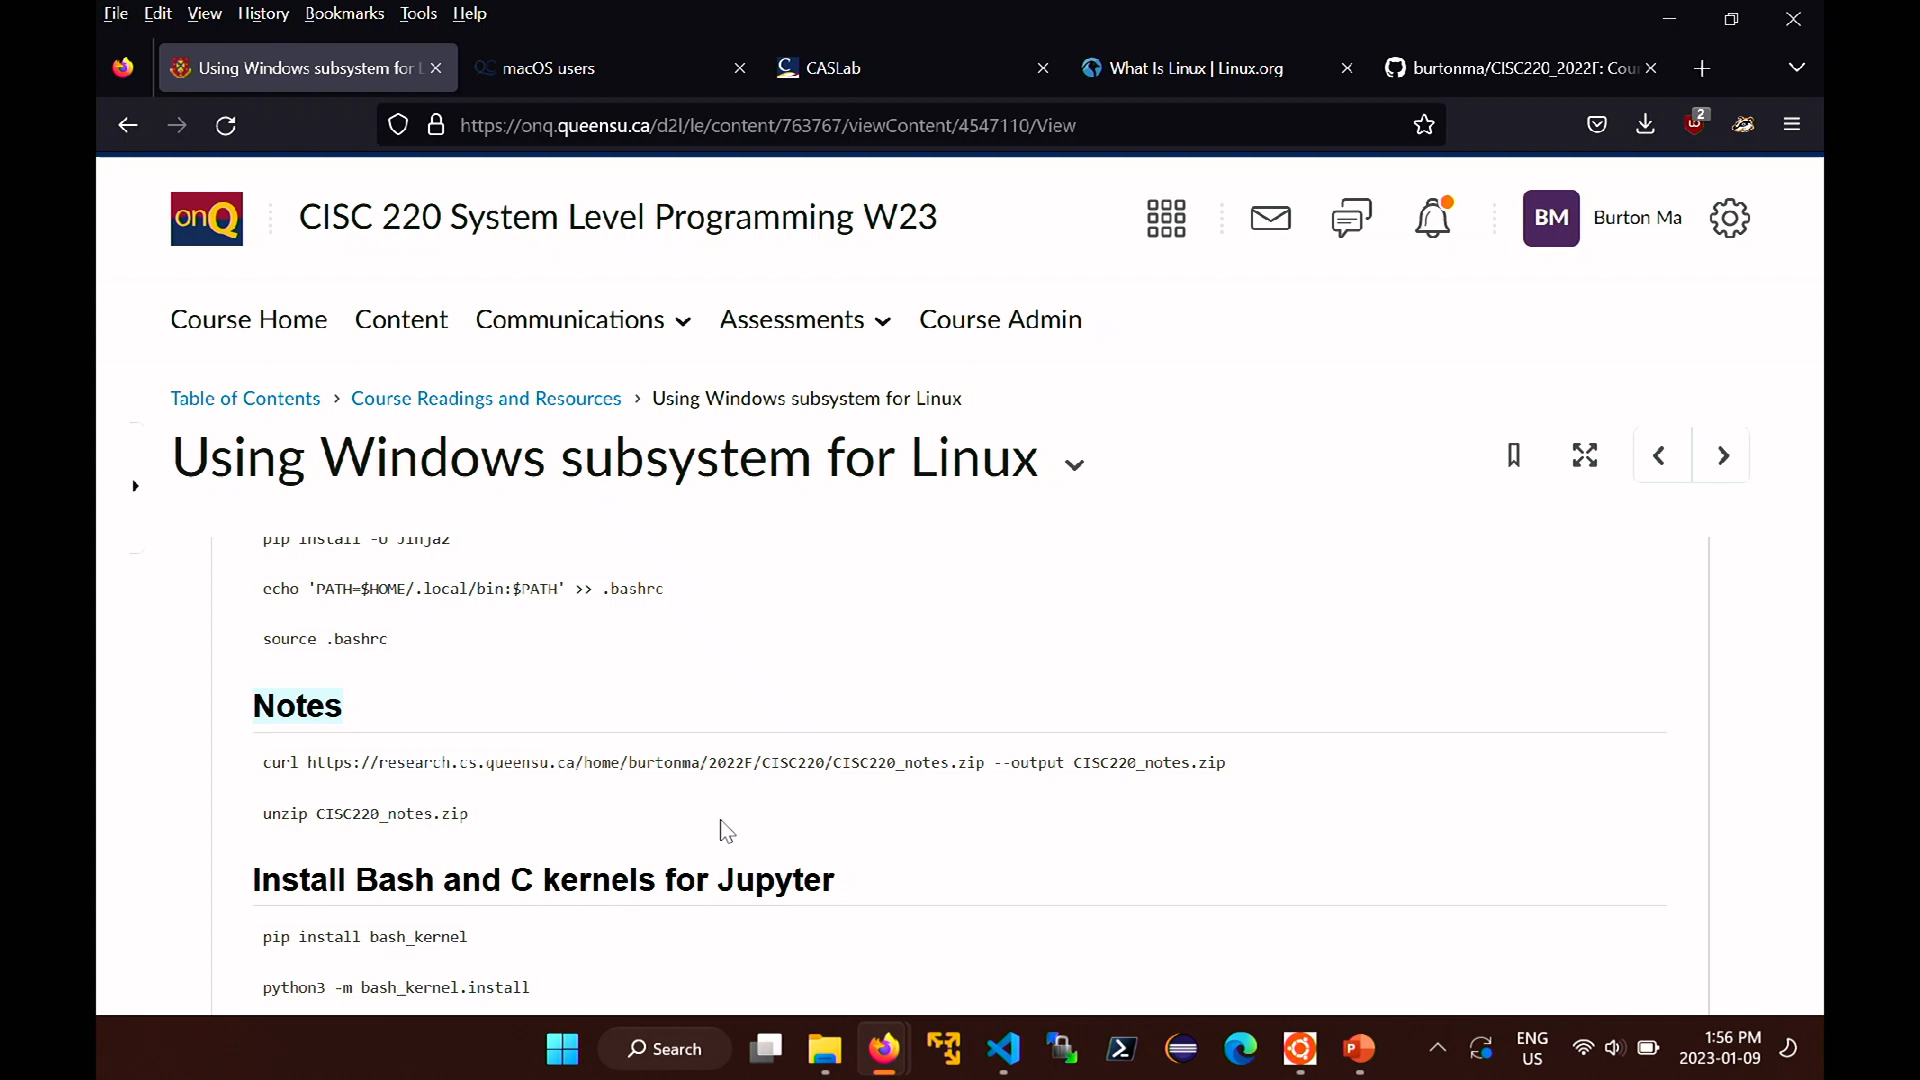 File Edit View History Bookmarks Tools Help
Using Windows subsystem for L
macOS users
CASLab
What Is Linux | Linux.org
burtonma/CISC220_2022F: Cou
https://onq.queensu.ca/d2l/le/content/763767/viewContent/4547110/View
2
onQ
CISC 220 System Level Programming W23
BM
Burton Ma
Course Home Content Communications Assessments Course Admin
Table of Contents › Course Readings and Resources › Using Windows subsystem for Linux
Using Windows subsystem for Linux
pip install -U Jinja2
echo 'PATH=$HOME/.local/bin:$PATH' >> .bashrc
source .bashrc
Notes
curl https://research.cs.queensu.ca/home/burtonma/2022F/CISC220/CISC220_notes.zip --output CISC220_notes.zip
unzip CISC220_notes.zip
Install Bash and C kernels for Jupyter
pip install bash_kernel
python3 -m bash_kernel.install
Search
ENG
US
1:56 PM
2023-01-09